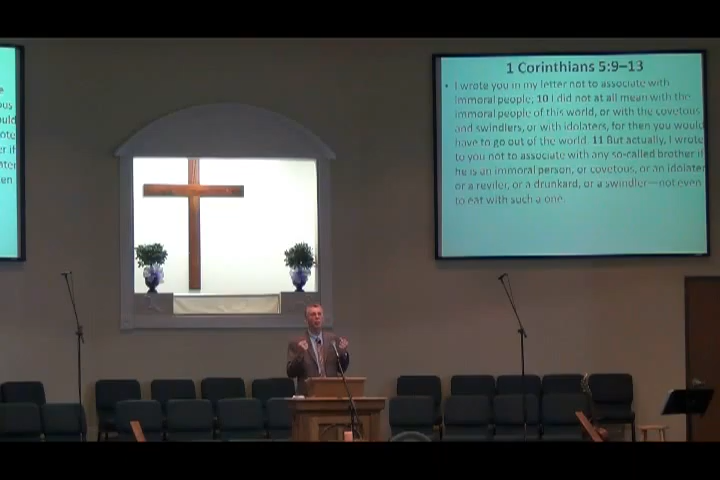 1 Corinthians 5:9–13
• I wrote you in my letter not to associate with
immoral people; 10 I did not at all mean with the
immoral people of this world, or with the covetous
and swindlers, or with idolaters, for then you would
have to go out of the world. 11 But actually, I wrote
to you not to associate with any so-called brother if
he is an immoral person, or covetous, or an idolater
or a reviler, or a drunkard, or a swindler—not even
to eat with such a one.